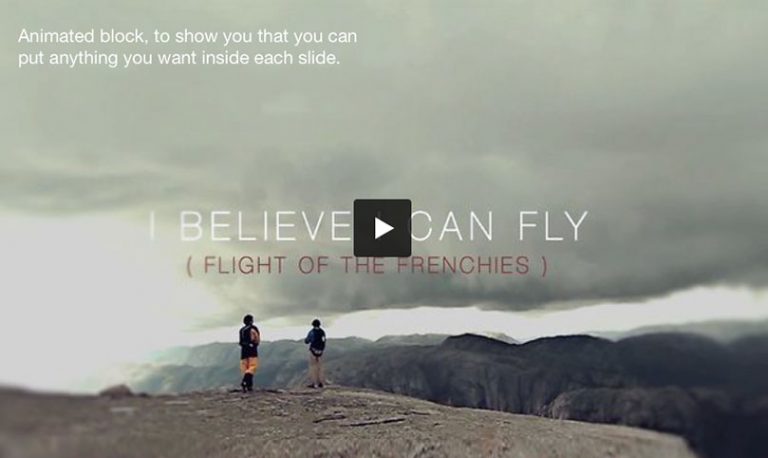 Animated block, to show you that you can
put anything you want inside each slide.
I BELIEVE I CAN FLY
( FLIGHT OF THE FRENCHIES )